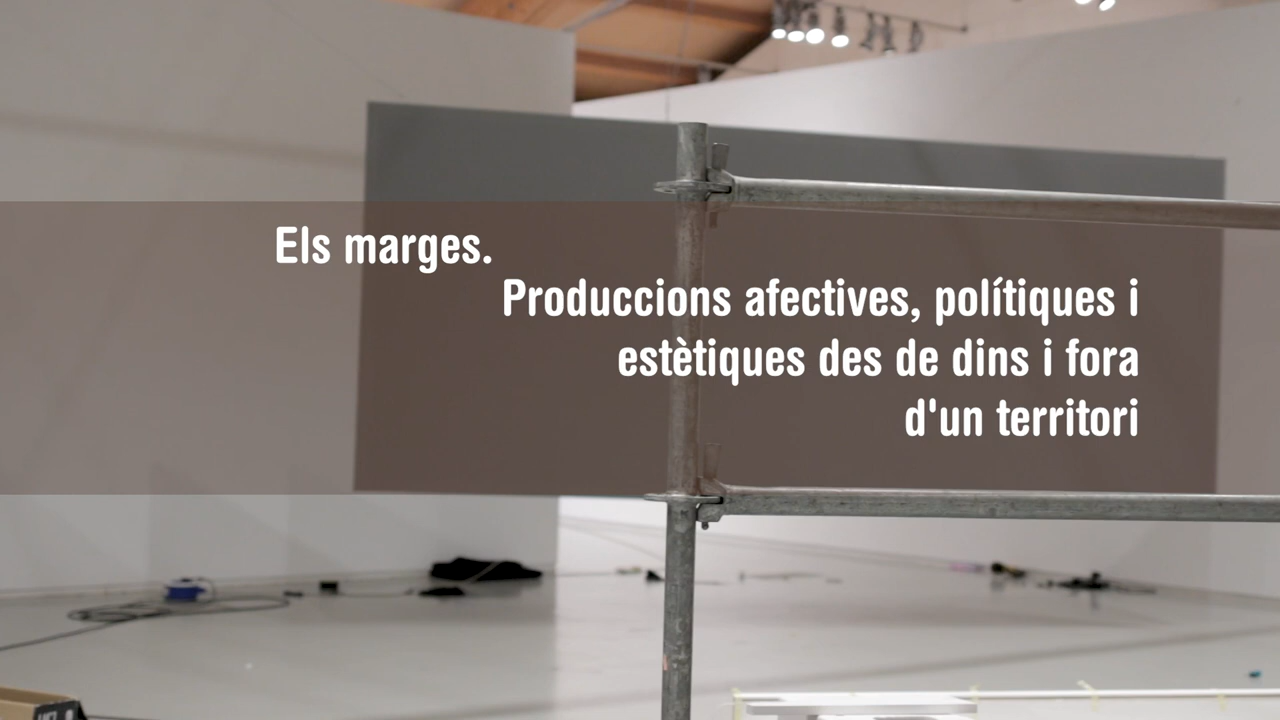 Els marges.
Produccions afectives, polítiques i
estètiques des de dins i fora
d'un territori